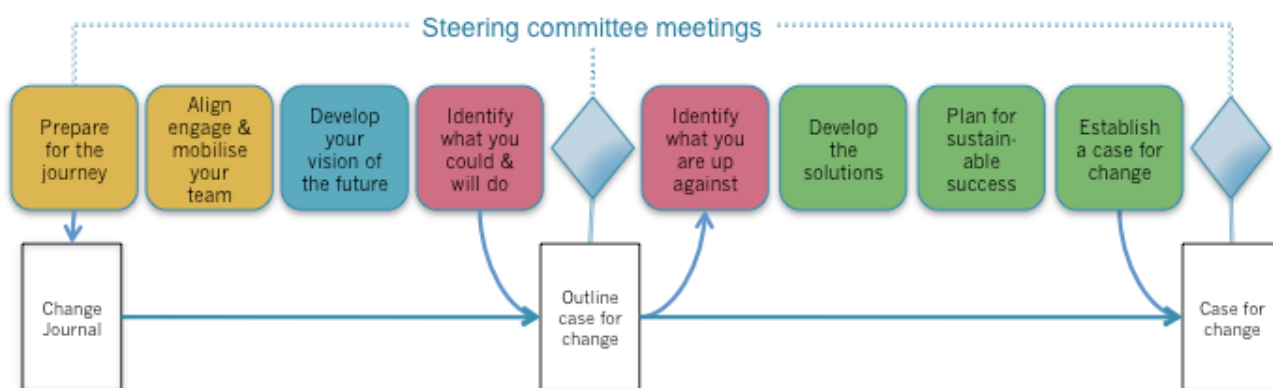 Steering committee meetings
Prepare
for the
journey
Align
engage &
mobilise
your
team
Develop
your
vision of
the future
Identify
what you
could &
will do
Identify
what you
are up
against
Develop
the
solutions
Plan for
sustain-
able
success
Establish
a case for
change
Change
Journal
Outline
case for
change
Case for
change